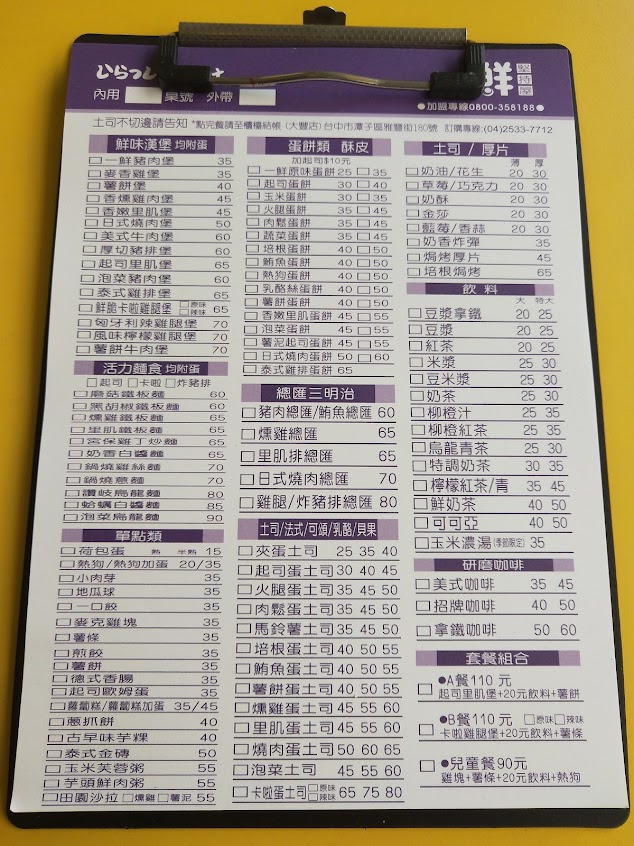 いらっし
鮮
堅持屋
內用 桌號 外帶
●加盟專線0800-358188●
土司不切邊請告知 *點完餐請至櫃檯結帳 (大豐店)台中市潭子區雅豐街180號 訂購專線:(04)2533-7712
鮮味漢堡 均附蛋
一鮮豬肉堡 35
麥香雞堡 35
薯餅堡 40
香燻雞肉堡 45
香嫩里肌堡 45
日式燒肉堡 50
美式牛肉堡 60
厚切豬排堡 60
起司里肌堡 65
泡菜豬肉堡 60
泰式雞排堡 65
鮮脆卡啦雞腿堡 原味 辣味 65
匈牙利辣雞腿堡 70
風味檸檬雞腿堡 70
薯餅牛肉堡 70
活力麵食 均附蛋
起司 卡啦 炸豬排
蘑菇鐵板麵 60
黑胡椒鐵板麵 60
燻雞鐵板麵 65
里肌鐵板麵 65
宮保雞丁炒麵 65
奶香白醬麵 65
鍋燒雞絲麵 70
鍋燒意麵 70
讚岐烏龍麵 80
蛤蠣白醬麵 85
泡菜烏龍麵 90
單點類
荷包蛋 熟 半熟 15
熱狗/熱狗加蛋 20/35
小肉芽 35
地瓜球 35
一口餃 35
麥克雞塊 35
薯條 35
煎餃 35
薯餅 35
德式香腸 35
起司歐姆蛋 35
蘿蔔糕/蘿蔔糕加蛋 35/45
蔥抓餅 40
古早味芋粿 40
泰式金磚 50
玉米芙蓉粥 55
芋頭鮮肉粥 55
田園沙拉 燻雞 薯泥 55
蛋餅類 酥皮
加起司$10元
一鮮原味蛋餅 25 35
起司蛋餅 30 40
玉米蛋餅 30 35
火腿蛋餅 35 45
肉鬆蛋餅 35 45
蔬菜蛋餅 35 45
培根蛋餅 40 50
鮪魚蛋餅 40 50
熱狗蛋餅 40 50
乳酪絲蛋餅 40 50
薯餅蛋餅 40 50
香嫩里肌蛋餅 45 55
泡菜蛋餅 45 55
薯泥起司蛋餅 45 55
日式燒肉蛋餅 50 60
泰式雞排蛋餅 65
總匯三明治
豬肉總匯/鮪魚總匯 60
燻雞總匯 65
里肌排總匯 65
日式燒肉總匯 70
雞腿/炸豬排總匯 80
土司/法式/可頌/乳酪/貝果
夾蛋土司 25 35 40
起司蛋土司 30 40 45
火腿蛋土司 35 45 50
肉鬆蛋土司 35 45 50
馬鈴薯土司 35 45 50
培根蛋土司 40 50 55
鮪魚蛋土司 40 50 55
薯餅蛋土司 40 50 55
燻雞蛋土司 45 55 60
里肌蛋土司 45 55 60
燒肉蛋土司 50 60 65
泡菜土司 45 55 60
卡啦蛋土司 原味 辣味 65 75 80
土司 / 厚片
薄 厚
奶油/花生 20 30
草莓/巧克力 20 30
奶酥 20 30
金莎 20 30
藍莓/香蒜 20 30
奶香炸彈 35
焗烤厚片 45
培根焗烤 65
飲料
大 特大
豆漿拿鐵 20 25
豆漿 20 25
紅茶 20 25
米漿 25 30
豆米漿 25 30
奶茶 25 30
柳橙汁 25 35
柳橙紅茶 25 35
烏龍青茶 25 30
特調奶茶 30 35
檸檬紅茶/青 35 45
鮮奶茶 40 50
可可亞 40 50
玉米濃湯(季節限定) 35
研磨咖啡
美式咖啡 35 45
招牌咖啡 40 50
拿鐵咖啡 50 60
套餐組合
●A餐110 元
起司里肌堡+20元飲料+薯餅
●B餐110 元 原味 辣味
卡啦雞腿堡+20元飲料+薯條
●兒童餐90元
雞塊+薯條+20元飲料+熱狗